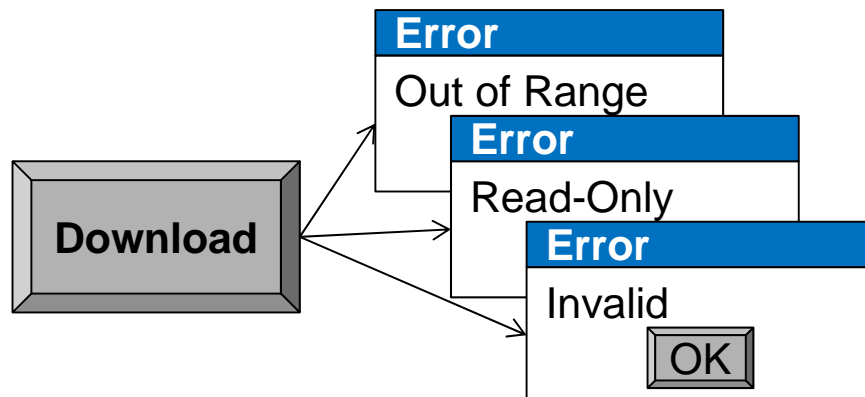 Error
Out of Range
Error
Read-Only
Download
Error
Invalid
OK